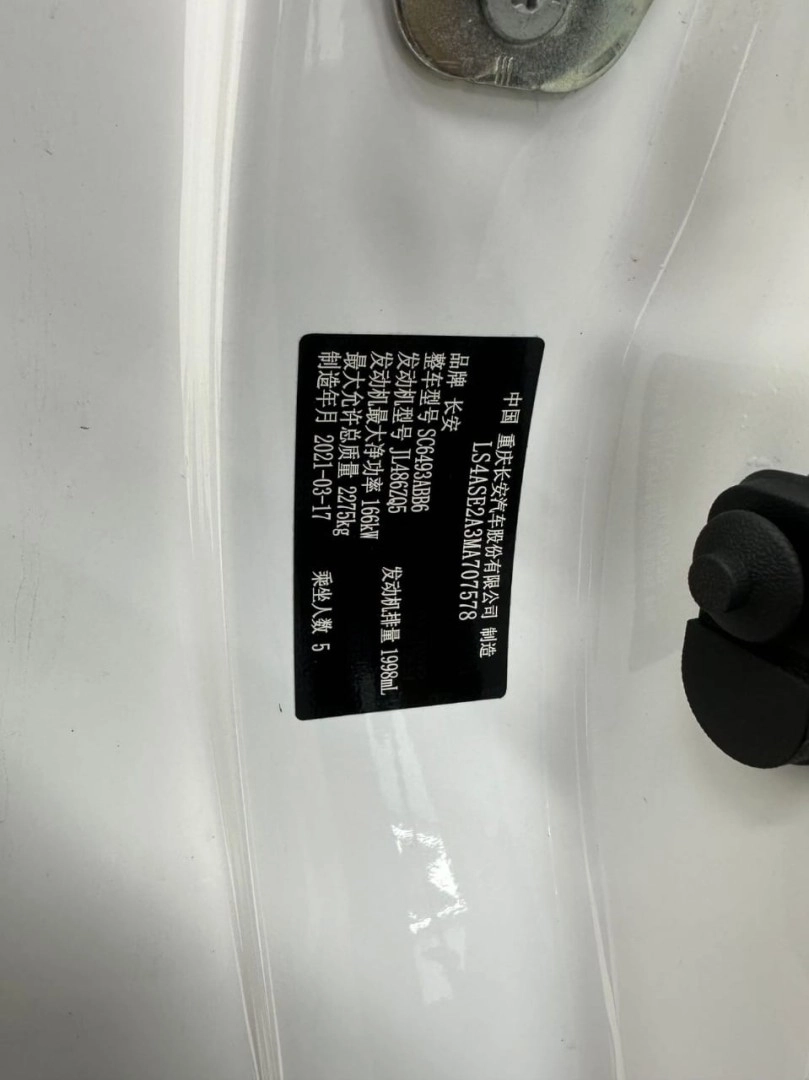 中国 重庆长安汽车股份有限公司 制造
LS4ASE2A3MA707578
品牌 长安
整车型号 SC6493ABB6
发动机型号 JL486ZQ5
发动机最大净功率 166kW 发动机排量 1998mL
最大允许总质量 2275kg
制造年月 2021-03-17 乘坐人数 5